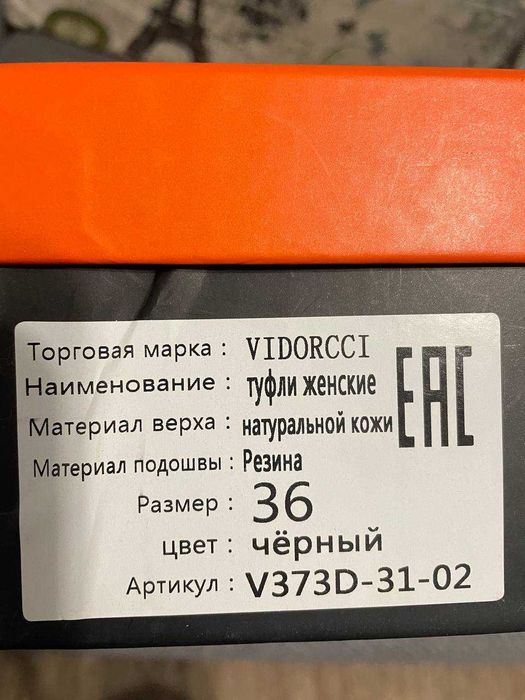 Торговая марка : VIDORCCI
Наименование : туфли женские
Материал верха : натуральной кожи
EAC
Материал подошвы : Резина
Размер : 36
цвет : чёрный
Артикул : V373D-31-02